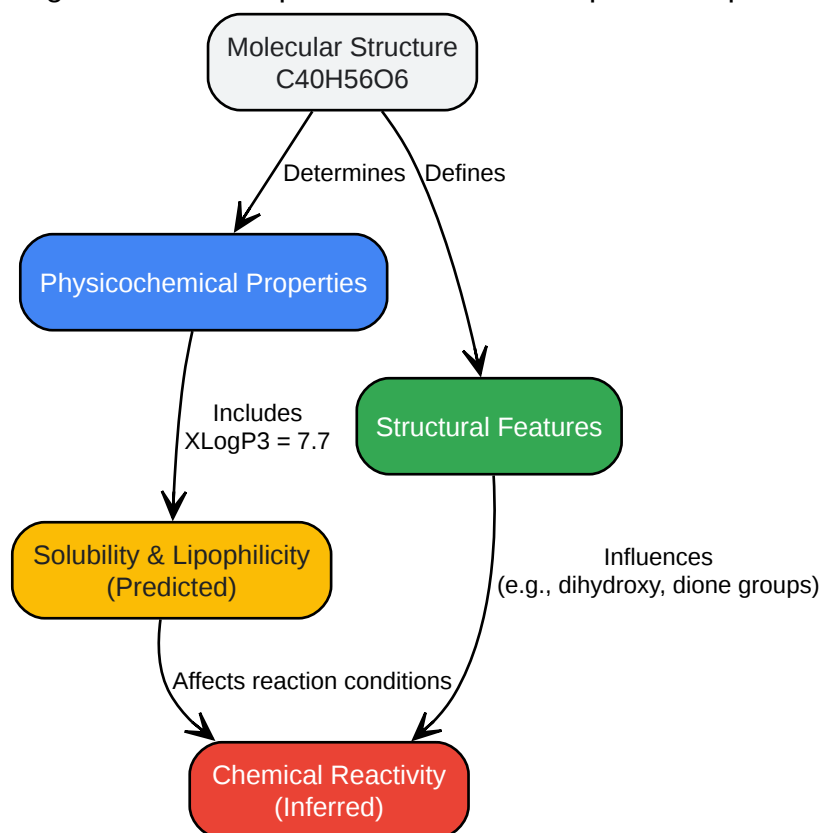 Molecular Structure
C40H56O6
Determines
Defines
Physicochemical Properties
Includes
XLogP3 = 7.7
Structural Features
Solubility & Lipophilicity
(Predicted)
Influences
(e.g., dihydroxy, dione groups)
Affects reaction conditions
Chemical Reactivity
(Inferred)